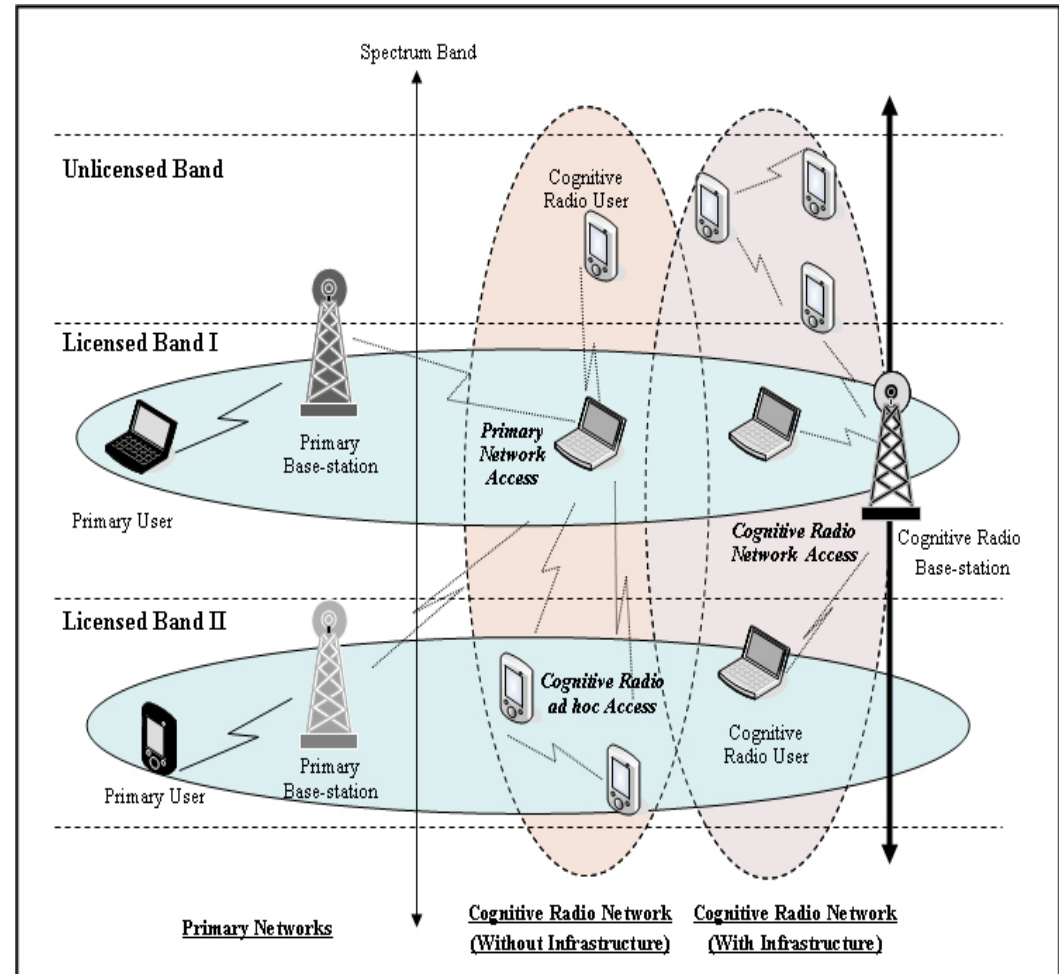 Spectrum Band
Unlicensed Band
Cognitive
Radio User
Licensed Band I
Primary
Base-station
Primary User
Primary
Network
Access
Cognitive Radio
Network Access
Cognitive Radio
Base-station
Licensed Band II
Primary
Base-station
Primary User
Cognitive Radio
ad hoc Access
Cognitive
Radio User
Primary Networks
Cognitive Radio Network
(Without Infrastructure)
Cognitive Radio Network
(With Infrastructure)